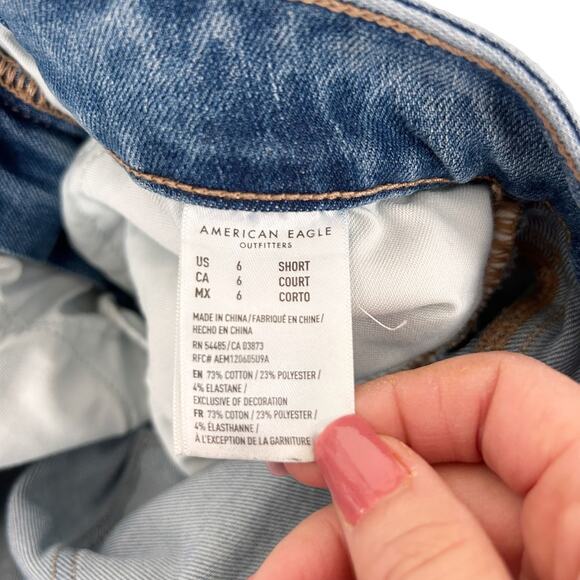 AMERICAN EAGLE
OUTFITTERS
US 6 SHORT
CA 6 COURT
MX 6 CORTO
MADE IN CHINA / FABRIQUÉ EN CHINE /
HECHO EN CHINA
RN 54485 / CA 03873
RFC# AEM120605U9A
EN 73% COTTON / 23% POLYESTER /
4% ELASTANE /
EXCLUSIVE OF DECORATION
FR 73% COTON / 23% POLYESTER /
4% ÉLASTHANNE /
À L'EXCEPTION DE LA GARNITURE